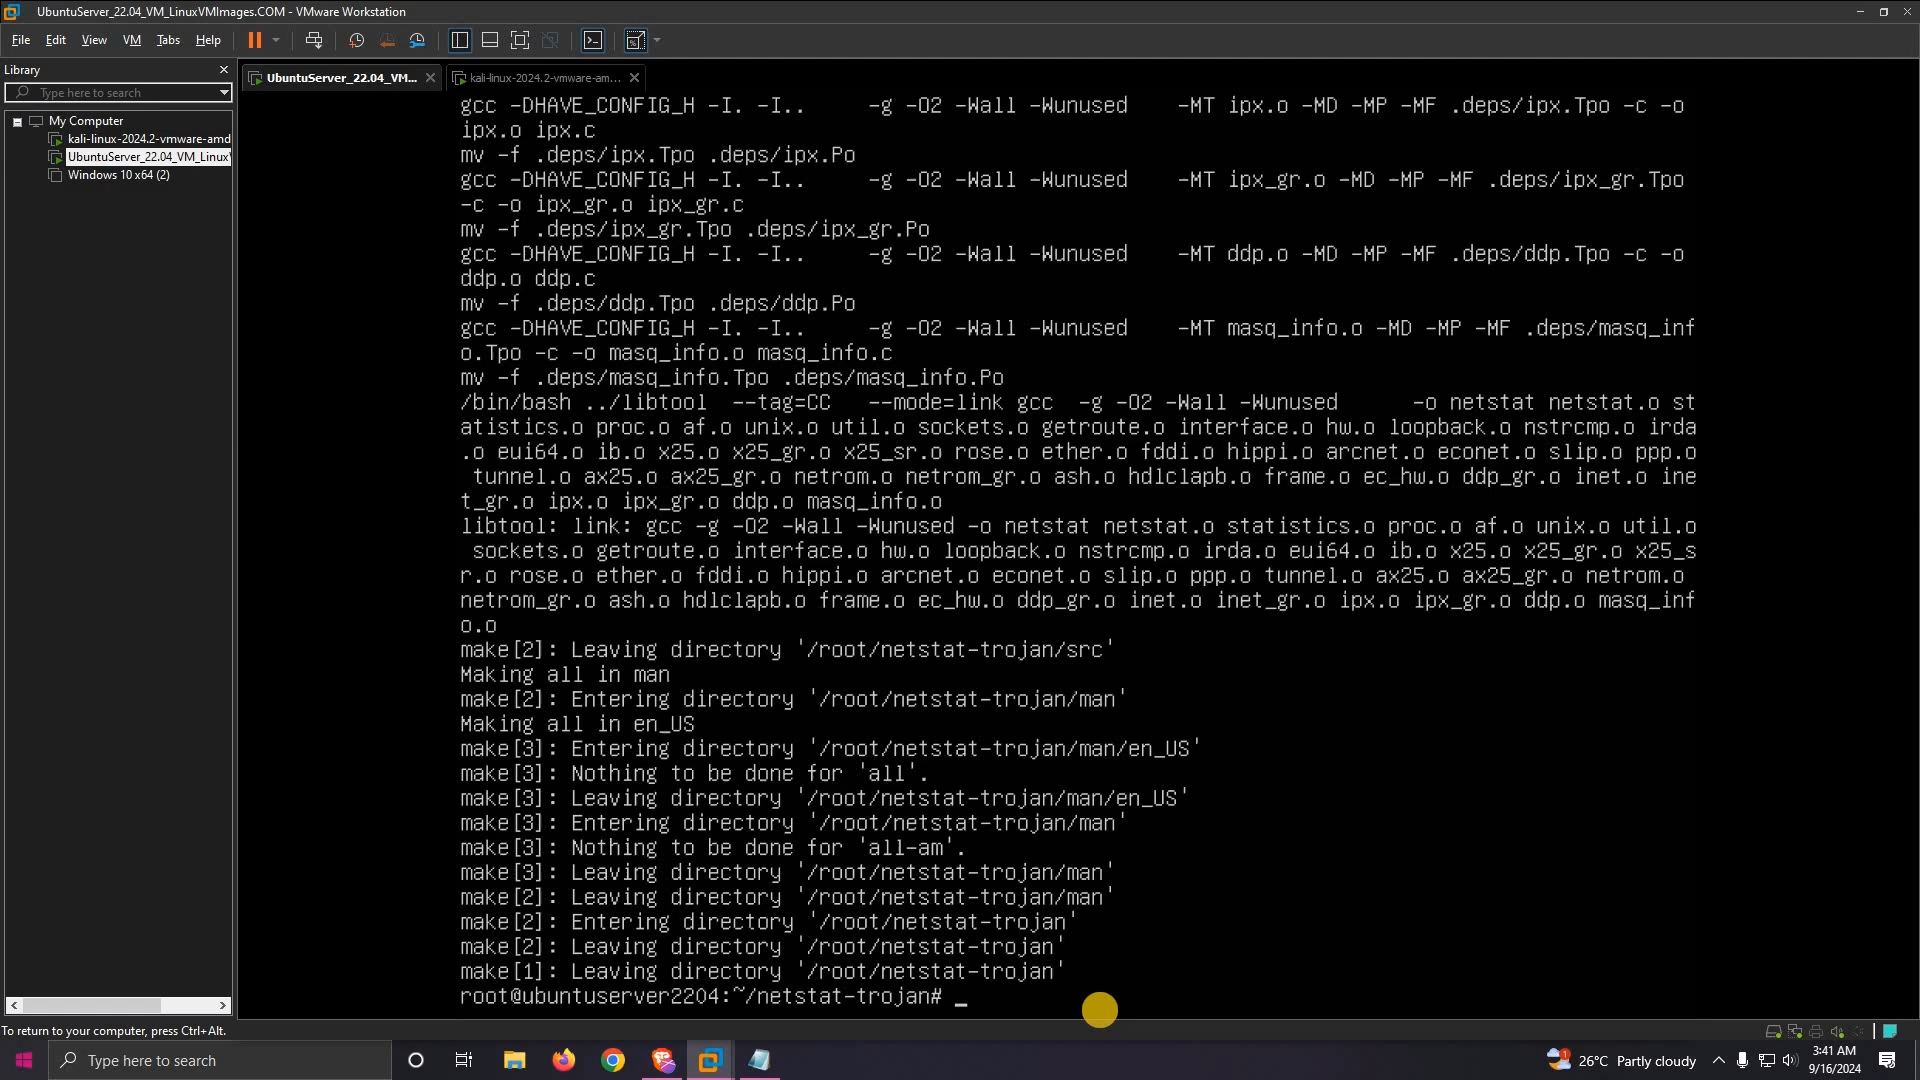 UbuntuServer_22.04_VM_LinuxVMImages.COM - VMware Workstation
File Edit View VM Tabs Help
Library
Type here to search
My Computer
kali-linux-2024.2-vmware-amd
UbuntuServer_22.04_VM_Linux
Windows 10 x64 (2)
UbuntuServer_22.04_VM... kali-linux-2024.2-vmware-am...
gcc -DHAVE_CONFIG_H -I. -I.. -g -O2 -Wall -Wunused -MT ipx.o -MD -MP -MF .deps/ipx.Tpo -c -o
ipx.o ipx.c
mv -f .deps/ipx.Tpo .deps/ipx.Po
gcc -DHAVE_CONFIG_H -I. -I.. -g -O2 -Wall -Wunused -MT ipx_gr.o -MD -MP -MF .deps/ipx_gr.Tpo
-c -o ipx_gr.o ipx_gr.c
mv -f .deps/ipx_gr.Tpo .deps/ipx_gr.Po
gcc -DHAVE_CONFIG_H -I. -I.. -g -O2 -Wall -Wunused -MT ddp.o -MD -MP -MF .deps/ddp.Tpo -c -o
ddp.o ddp.c
mv -f .deps/ddp.Tpo .deps/ddp.Po
gcc -DHAVE_CONFIG_H -I. -I.. -g -O2 -Wall -Wunused -MT masq_info.o -MD -MP -MF .deps/masq_inf
o.Tpo -c -o masq_info.o masq_info.c
mv -f .deps/masq_info.Tpo .deps/masq_info.Po
/bin/bash ../libtool --tag=CC --mode=link gcc -g -O2 -Wall -Wunused -o netstat netstat.o st
atistics.o proc.o af.o unix.o util.o sockets.o getroute.o interface.o hw.o loopback.o nstrcmp.o irda
.o eui64.o ib.o x25.o x25_gr.o x25_sr.o rose.o ether.o fddi.o hippi.o arcnet.o econet.o slip.o ppp.o
tunnel.o ax25.o ax25_gr.o netrom.o netrom_gr.o ash.o hdlclapb.o frame.o ec_hw.o ddp_gr.o inet.o ine
t_gr.o ipx.o ipx_gr.o ddp.o masq_info.o
libtool: link: gcc -g -O2 -Wall -Wunused -o netstat netstat.o statistics.o proc.o af.o unix.o util.o
sockets.o getroute.o interface.o hw.o loopback.o nstrcmp.o irda.o eui64.o ib.o x25.o x25_gr.o x25_s
r.o rose.o ether.o fddi.o hippi.o arcnet.o econet.o slip.o ppp.o tunnel.o ax25.o ax25_gr.o netrom.o
netrom_gr.o ash.o hdlclapb.o frame.o ec_hw.o ddp_gr.o inet.o inet_gr.o ipx.o ipx_gr.o ddp.o masq_inf
o.o
make[2]: Leaving directory '/root/netstat-trojan/src'
Making all in man
make[2]: Entering directory '/root/netstat-trojan/man'
Making all in en_US
make[3]: Entering directory '/root/netstat-trojan/man/en_US'
make[3]: Nothing to be done for 'all'.
make[3]: Leaving directory '/root/netstat-trojan/man/en_US'
make[3]: Entering directory '/root/netstat-trojan/man'
make[3]: Nothing to be done for 'all-am'.
make[3]: Leaving directory '/root/netstat-trojan/man'
make[2]: Leaving directory '/root/netstat-trojan/man'
make[2]: Entering directory '/root/netstat-trojan'
make[2]: Leaving directory '/root/netstat-trojan'
make[1]: Leaving directory '/root/netstat-trojan'
root@ubuntuserver2204:~/netstat-trojan# _
To return to your computer, press Ctrl+Alt.
Type here to search
1
26°C Partly cloudy
3:41 AM
9/16/2024